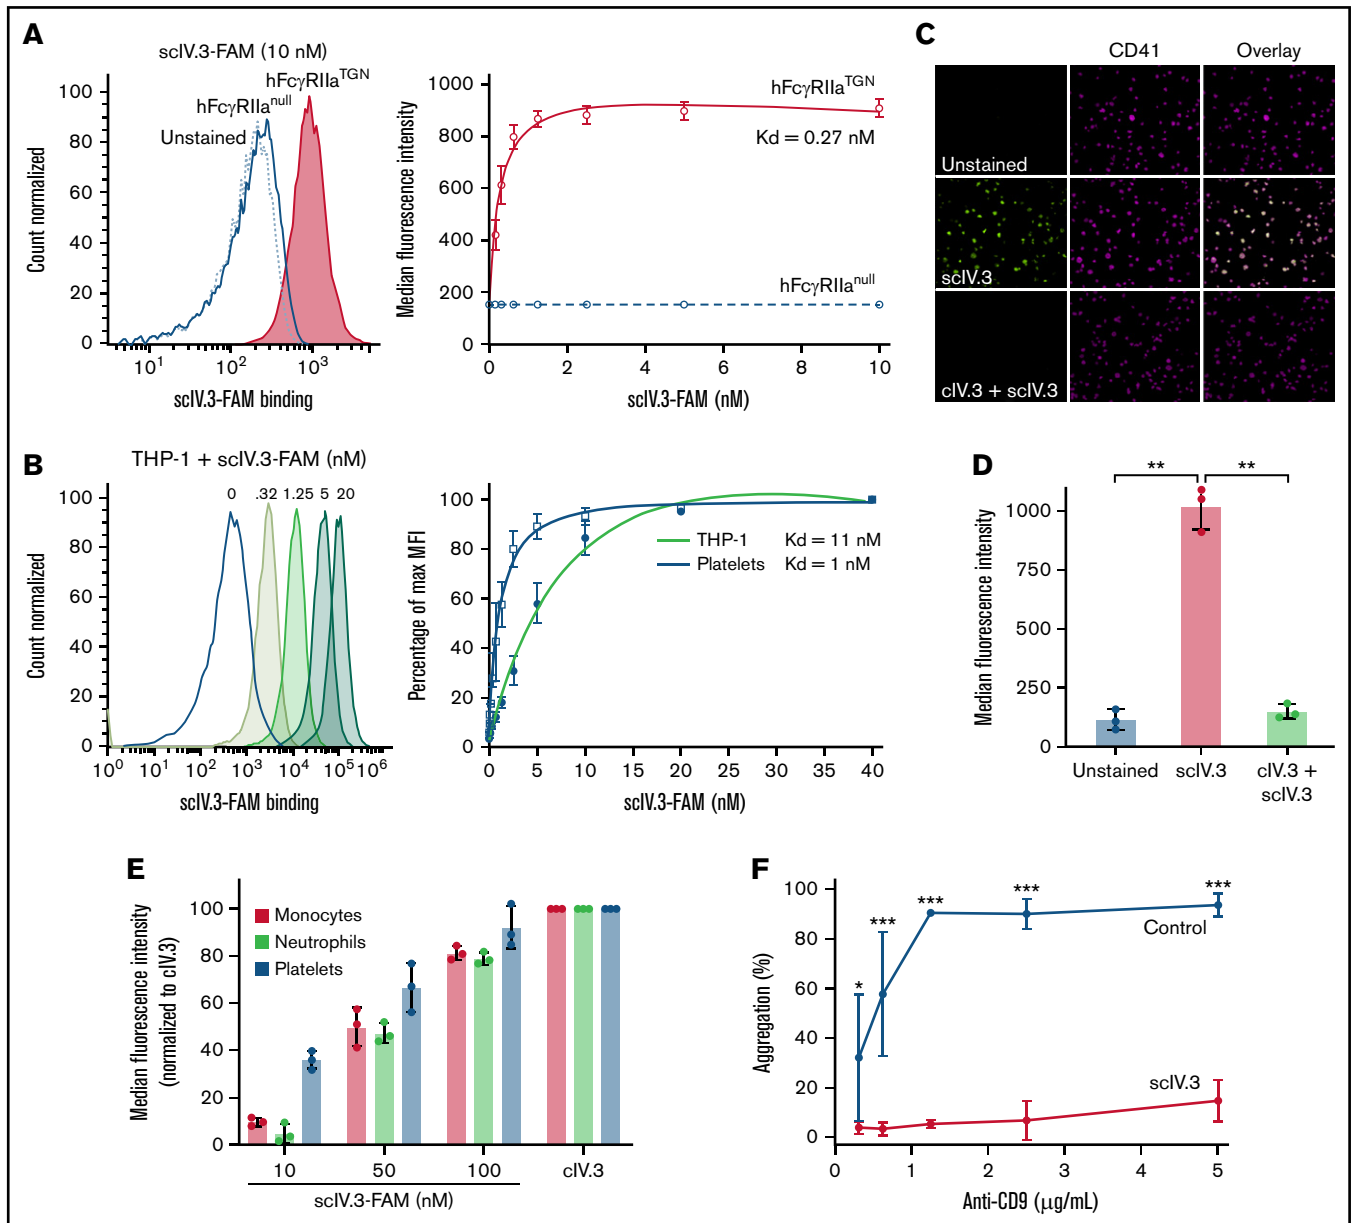 A
scIV.3-FAM (10 nM)
hFcγRIIa^TGN
hFcγRIIa^null
Unstained
Count normalized
100
80
60
40
20
0
10^1
10^2
10^3
scIV.3-FAM binding
Median fluorescence intensity
1000
800
600
400
200
0
hFcγRIIa^TGN
Kd = 0.27 nM
hFcγRIIa^null
0 2 4 6 8 10
scIV.3-FAM (nM)
C
CD41 Overlay
Unstained
scIV.3
cIV.3 + scIV.3
B
THP-1 + scIV.3-FAM (nM)
0 .32 1.25 5 20
Count normalized
100
80
60
40
20
0
10^0 10^1 10^2 10^3 10^4 10^5 10^6
scIV.3-FAM binding
Percentage of max MFI
100
80
60
40
20
0
THP-1 Kd = 11 nM
Platelets Kd = 1 nM
0 5 10 15 20 25 30 35 40
scIV.3-FAM (nM)
D
** **
Median fluorescence intensity
1000
750
500
250
0
Unstained scIV.3 cIV.3 +
scIV.3
E
Median fluorescence intensity
(normalized to cIV.3)
100
80
60
40
20
0
Monocytes
Neutrophils
Platelets
10 50 100 cIV.3
scIV.3-FAM (nM)
F
Aggregation (%)
100
80
60
40
20
0
* *** *** *** ***
Control
scIV.3
0 1 2 3 4 5
Anti-CD9 (μg/mL)